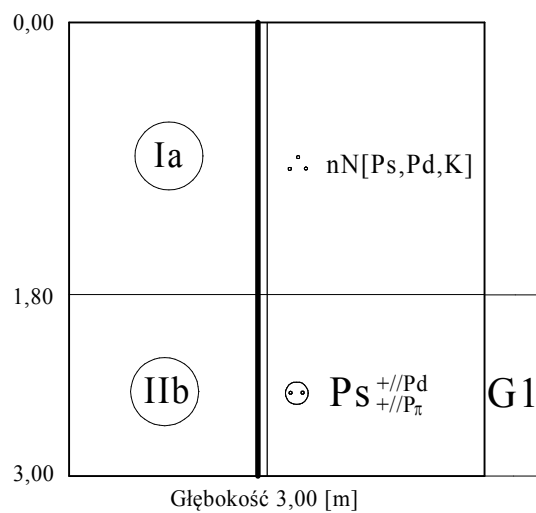 0,00
Ia
nN[Ps,Pd,K]
1,80
IIb
Ps +//Pd
+//Pπ
G1
3,00
Głębokość 3,00 [m]